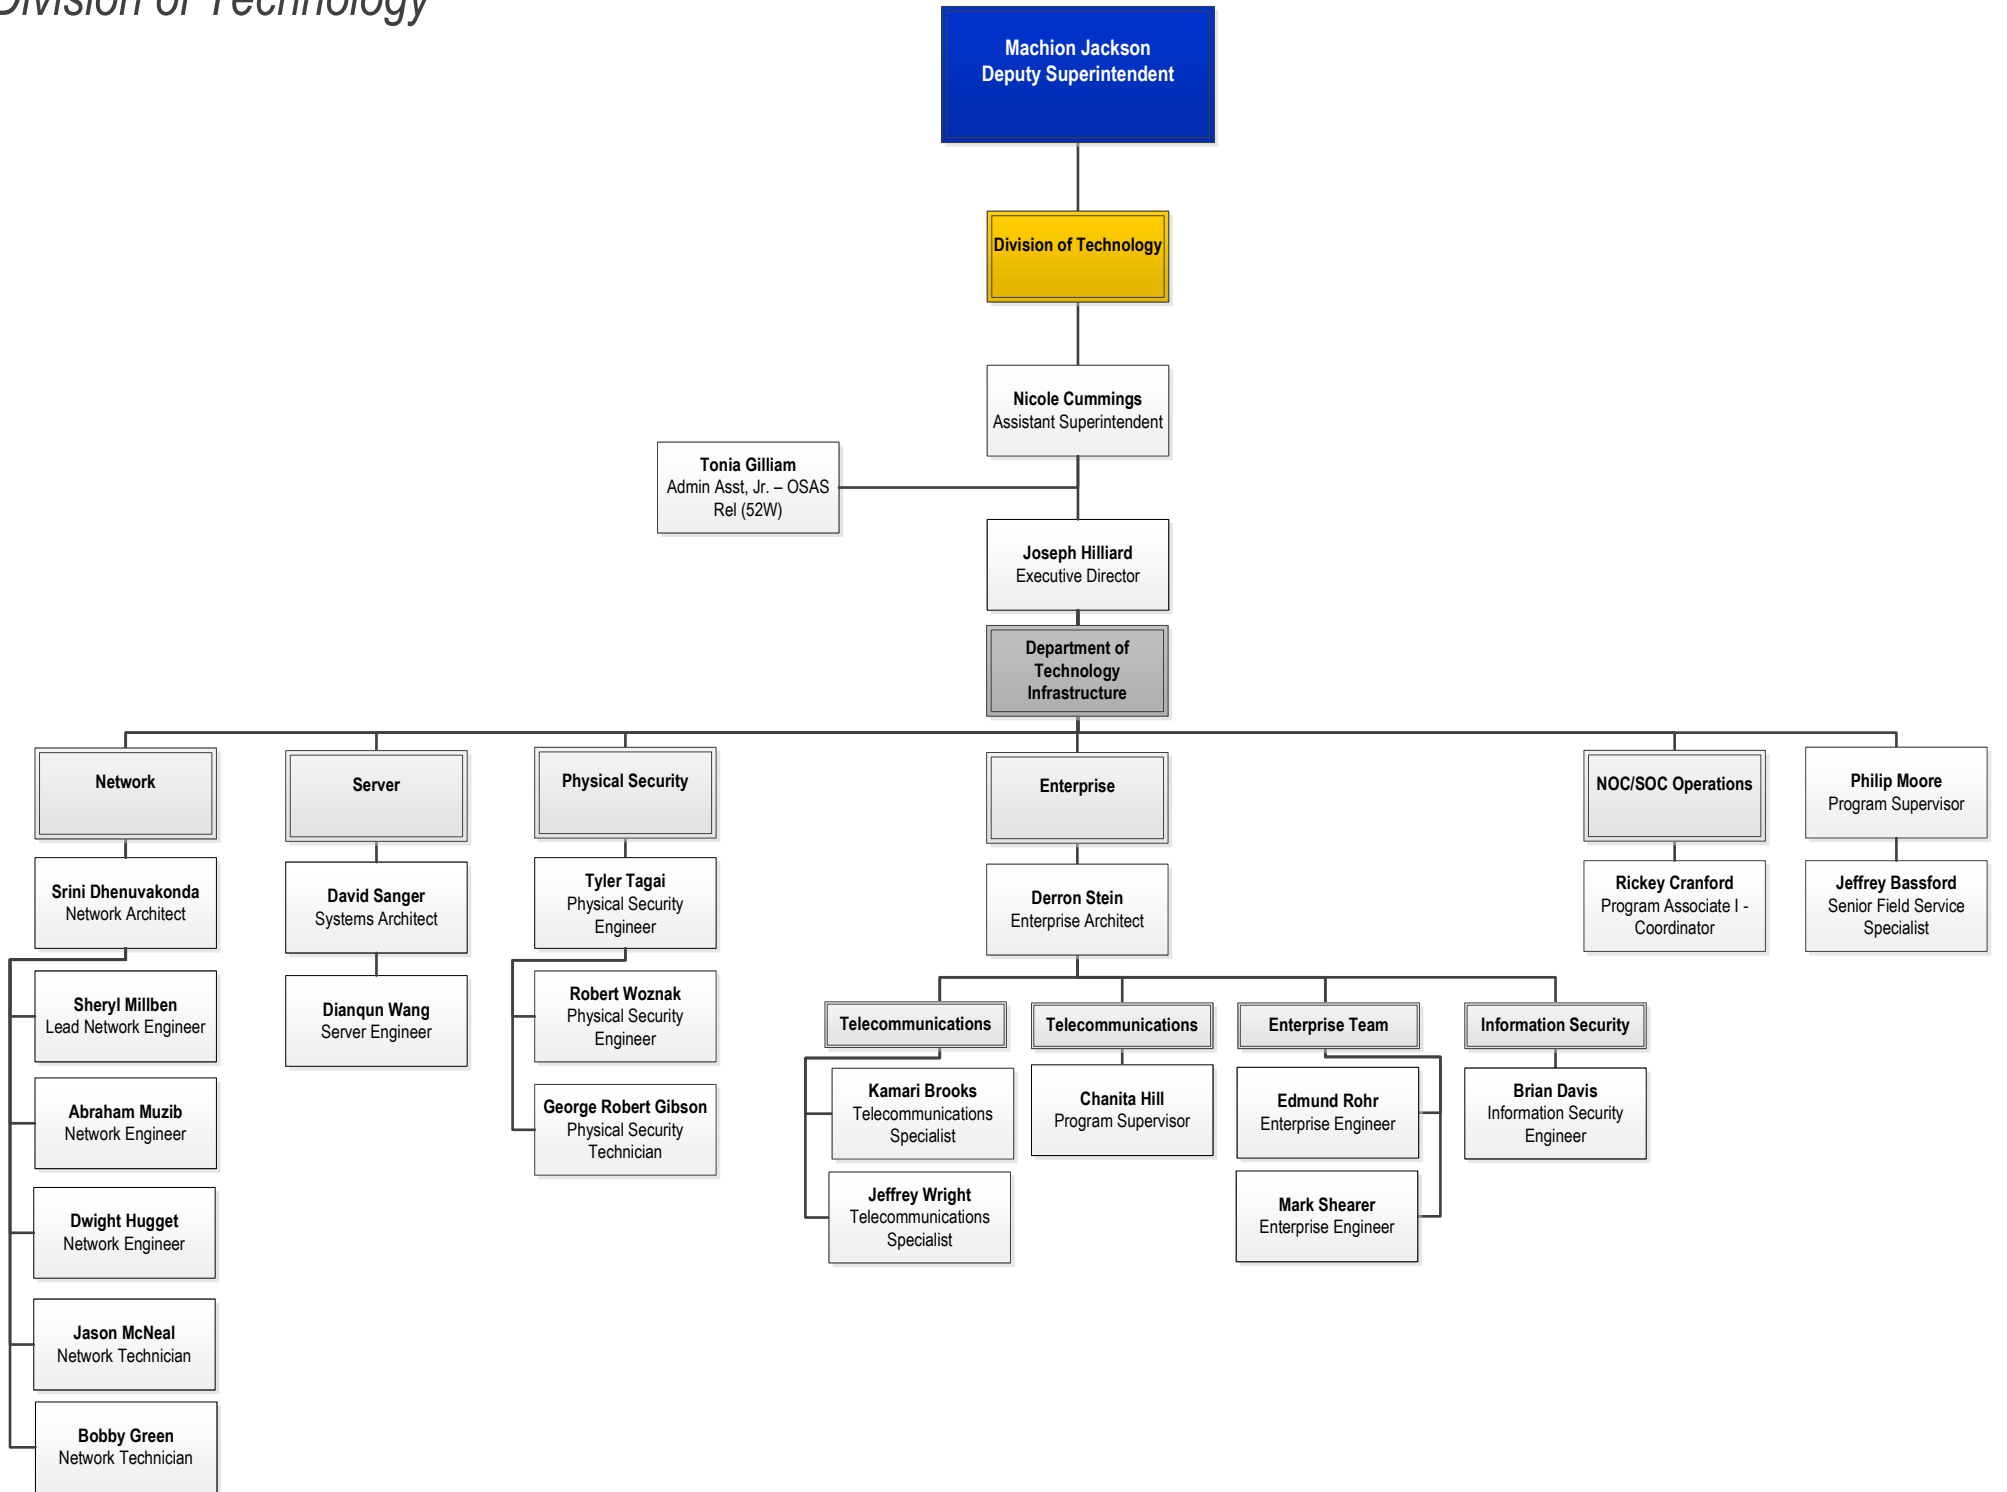 Division of Technology
Machion Jackson
Deputy Superintendent
Division of Technology
Nicole Cummings
Assistant Superintendent
Tonia Gilliam
Admin Asst, Jr. – OSAS
Rel (52W)
Joseph Hilliard
Executive Director
Department of
Technology
Infrastructure
Network
Server
Physical Security
Enterprise
NOC/SOC Operations
Philip Moore
Program Supervisor
Srini Dhenuvakonda
Network Architect
David Sanger
Systems Architect
Tyler Tagai
Physical Security
Engineer
Derron Stein
Enterprise Architect
Rickey Cranford
Program Associate I -
Coordinator
Jeffrey Bassford
Senior Field Service
Specialist
Sheryl Millben
Lead Network Engineer
Dianqun Wang
Server Engineer
Robert Woznak
Physical Security
Engineer
Telecommunications
Telecommunications
Enterprise Team
Information Security
Abraham Muzib
Network Engineer
George Robert Gibson
Physical Security
Technician
Kamari Brooks
Telecommunications
Specialist
Chanita Hill
Program Supervisor
Edmund Rohr
Enterprise Engineer
Brian Davis
Information Security
Engineer
Dwight Hugget
Network Engineer
Jeffrey Wright
Telecommunications
Specialist
Mark Shearer
Enterprise Engineer
Jason McNeal
Network Technician
Bobby Green
Network Technician